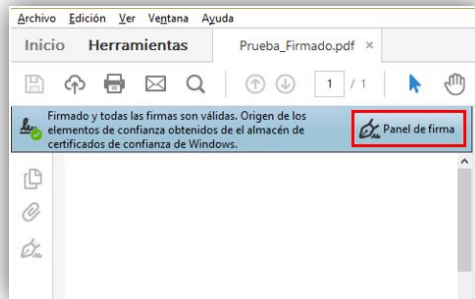 Archivo Edición Ver Ventana Ayuda
Inicio Herramientas Prueba_Firmado.pdf ×
1 / 1
Firmado y todas las firmas son válidas. Origen de los
elementos de confianza obtenidos de el almacén de
certificados de confianza de Windows.
Panel de firma